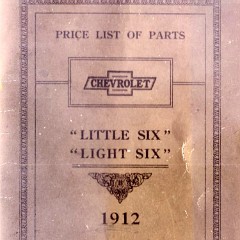 PRICE LIST OF PARTS
CHEVROLET
"LITTLE SIX"
"LIGHT SIX"
1912